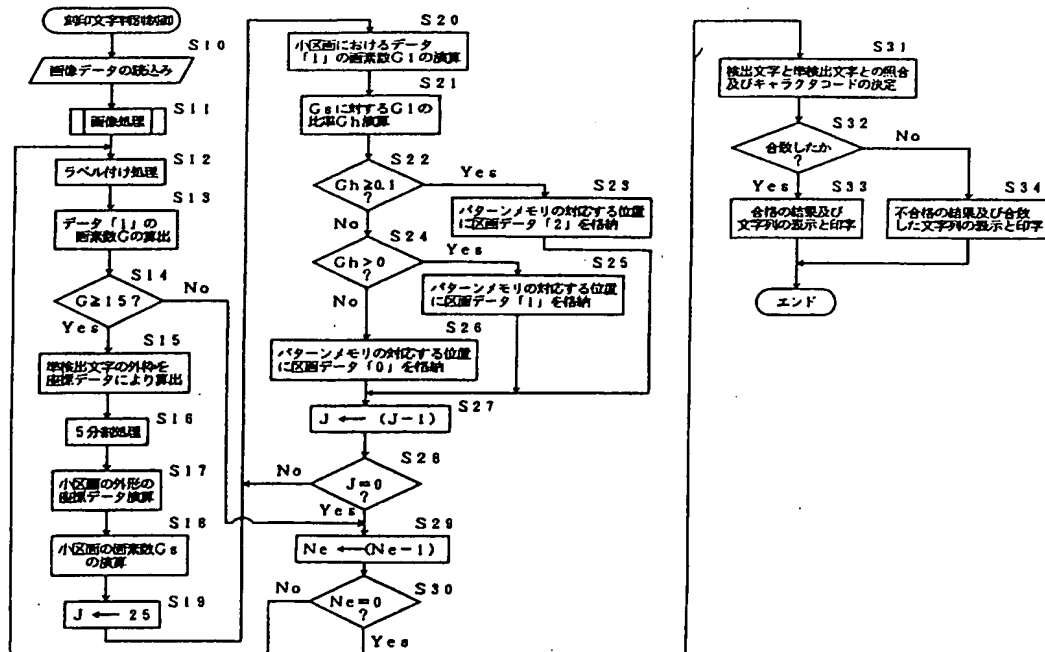 刻印文字判別制御
S10
画像データの読込み
S11
画像処理
S12
ラベル付け処理
S13
データ「1」の
画素数Gの算出
S14
G≧15?
No
Yes
S15
準検出文字の外枠を
座標データにより算出
S16
5分割処理
S17
小区画の外形の
座標データ演算
S18
小区画の画素数Gs
の演算
S19
J ← 25
S20
小区画におけるデータ
「1」の画素数G1の演算
S21
Gsに対するG1の
比率Gh演算
S22
Gh≧0.1
?
Yes
No
S23
パターンメモリの対応する位置
に区画データ「2」を格納
S24
Gh>0
?
Yes
No
S25
パターンメモリの対応する位置
に区画データ「1」を格納
S26
パターンメモリの対応する位置
に区画データ「0」を格納
S27
J ← (J-1)
S28
No
J=0
?
Yes
S29
Ne ←(Ne-1)
S30
No
Ne=0
?
Yes
S31
検出文字と準検出文字との照合
及びキャラクタコードの決定
S32
合致したか
?
No
Yes
S33
合格の結果及び
文字列の表示と印字
S34
不合格の結果及び合致
した文字列の表示と印字
エンド